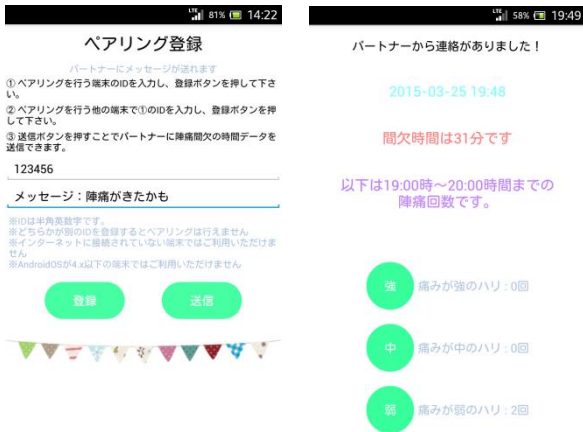 LTE 81% 14:22
ペアリング登録
パートナーにメッセージが送れます
① ペアリングを行う端末のIDを入力し、登録ボタンを押して下さ
い。
② ペアリングを行う他の端末で①のIDを入力し、登録ボタンを押
して下さい。
③ 送信ボタンを押すことでパートナーに陣痛間欠の時間データを
送信できます。
123456
メッセージ：陣痛がきたかも
※IDは半角英数字です。
※どちらかが別のIDを登録するとペアリングは行えません
※インターネットに接続されていない端末ではご利用いただけま
せん
※AndroidOSが4.x以下の端末ではご利用いただけません
登録 送信
LTE 58% 19:49
パートナーから連絡がありました！
2015-03-25 19:48
間欠時間は31分です
以下は19:00時～20:00時間までの
陣痛回数です。
強 痛みが強のハリ : 0回
中 痛みが中のハリ : 0回
弱 痛みが弱のハリ : 2回